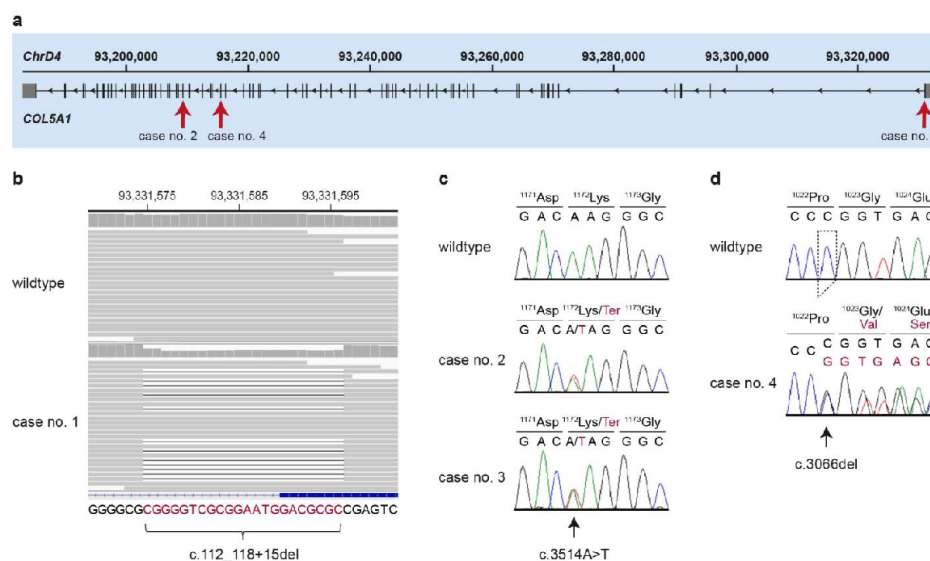 a
ChrD4 93,200,000 93,220,000 93,240,000 93,260,000 93,280,000 93,300,000 93,320,000
COL5A1
case no. 2 case no. 4 case no.
b
93,331,575 93,331,585 93,331,595
wildtype
case no. 1
GGGGCGCGGGGTCGCGGAATGGACGCGCCGAGTC
c.112_118+15del
c
1171Asp 1172Lys 1173Gly
G A C A A G G G C
wildtype
1171Asp 1172Lys/Ter 1173Gly
G A C A/T A G G G C
case no. 2
1171Asp 1172Lys/Ter 1173Gly
G A C A/T A G G G C
case no. 3
c.3514A>T
d
1022Pro 1023Gly 1024Glu
C C C G G T G A G
wildtype
1022Pro 1023Gly/ 1024Glu
Val Ser
C C C G G T G A G
G G T G A G G
case no. 4
c.3066del